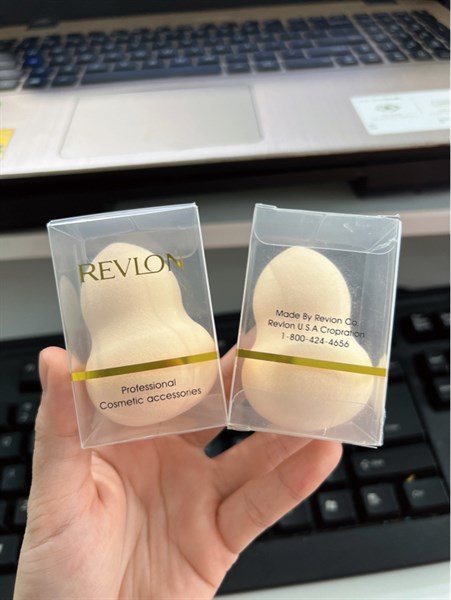 REVLON
Professional
Cosmetic accessories
Made By Revlon Co.
Revlon U S A Cropration
1-800-424-4656